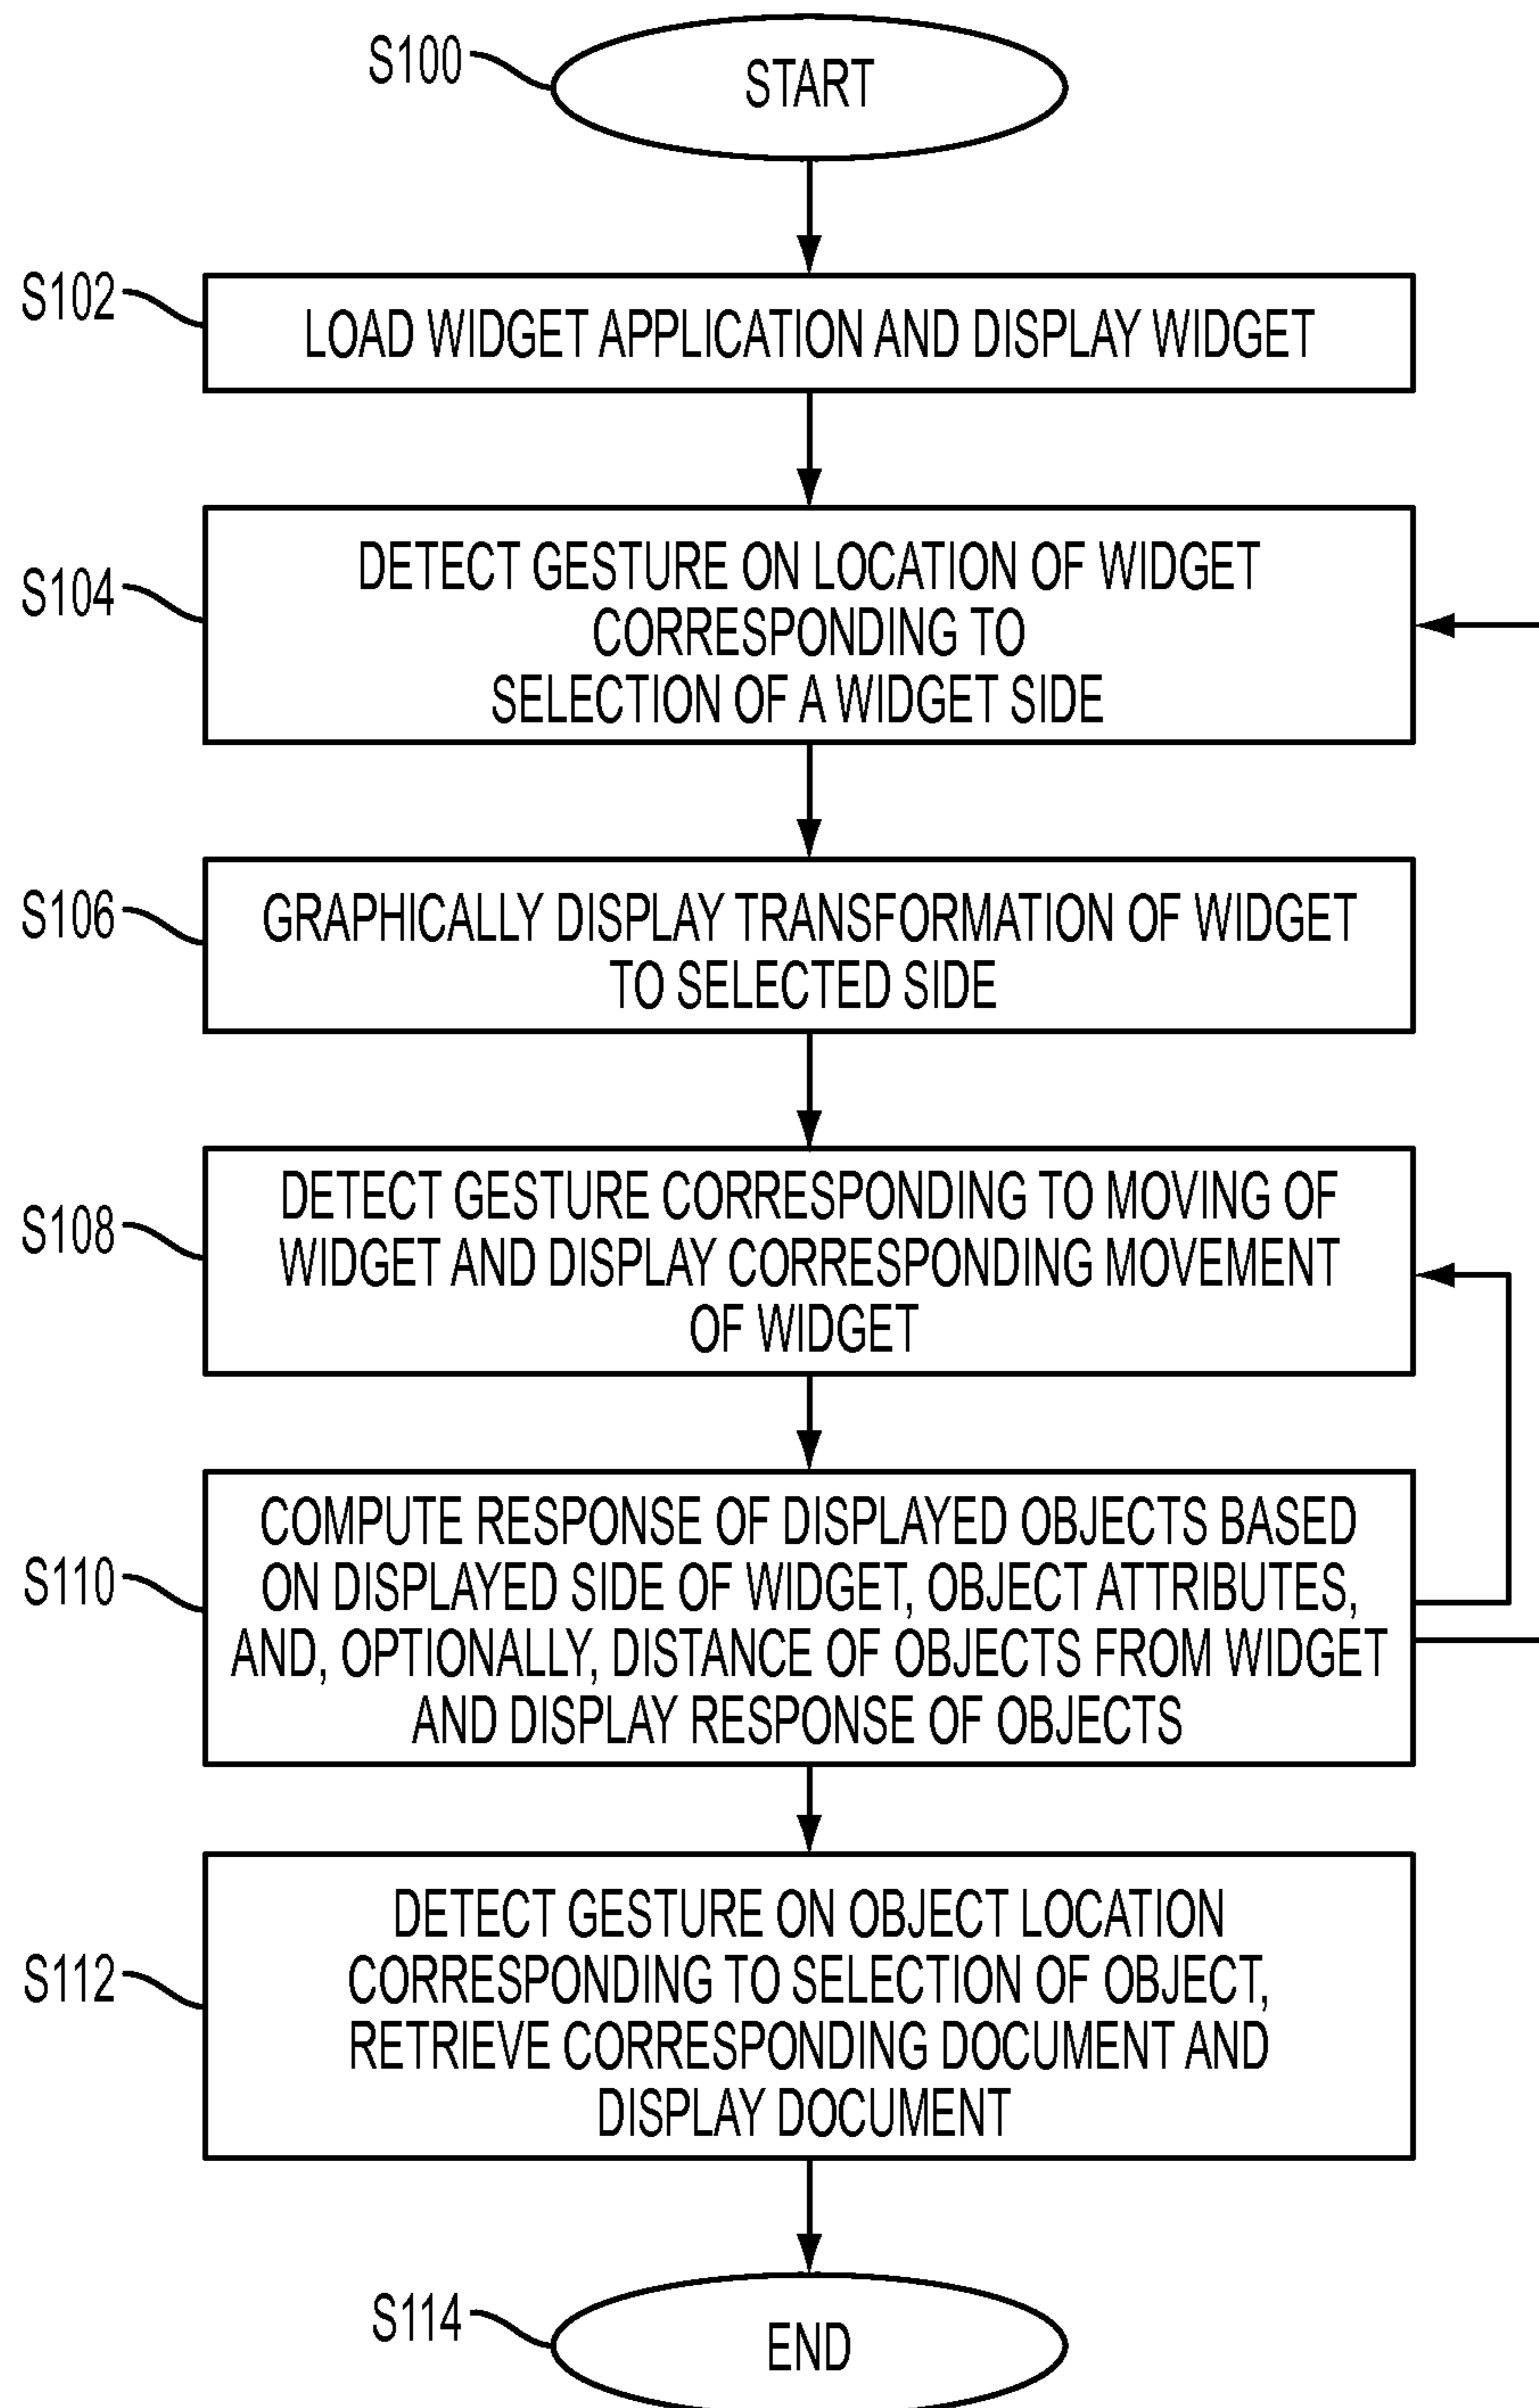 S100
START
S102
LOAD WIDGET APPLICATION AND DISPLAY WIDGET
S104
DETECT GESTURE ON LOCATION OF WIDGET
CORRESPONDING TO
SELECTION OF A WIDGET SIDE
S106
GRAPHICALLY DISPLAY TRANSFORMATION OF WIDGET
TO SELECTED SIDE
S108
DETECT GESTURE CORRESPONDING TO MOVING OF
WIDGET AND DISPLAY CORRESPONDING MOVEMENT
OF WIDGET
S110
COMPUTE RESPONSE OF DISPLAYED OBJECTS BASED
ON DISPLAYED SIDE OF WIDGET, OBJECT ATTRIBUTES,
AND, OPTIONALLY, DISTANCE OF OBJECTS FROM WIDGET
AND DISPLAY RESPONSE OF OBJECTS
S112
DETECT GESTURE ON OBJECT LOCATION
CORRESPONDING TO SELECTION OF OBJECT,
RETRIEVE CORRESPONDING DOCUMENT AND
DISPLAY DOCUMENT
S114
END